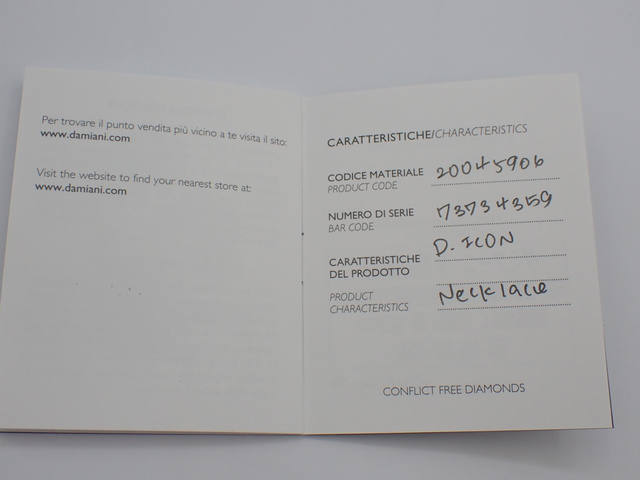 Per trovare il punto vendita più vicino a te visita il sito:
www.damiani.com
Visit the website to find your nearest store at:
www.damiani.com
CARATTERISTICHE/CHARACTERISTICS
CODICE MATERIALE 20045906
PRODUCT CODE
NUMERO DI SERIE 73734359
BAR CODE
CARATTERISTICHE D. ICON
DEL PRODOTTO
PRODUCT Necklace
CHARACTERISTICS
CONFLICT FREE DIAMONDS